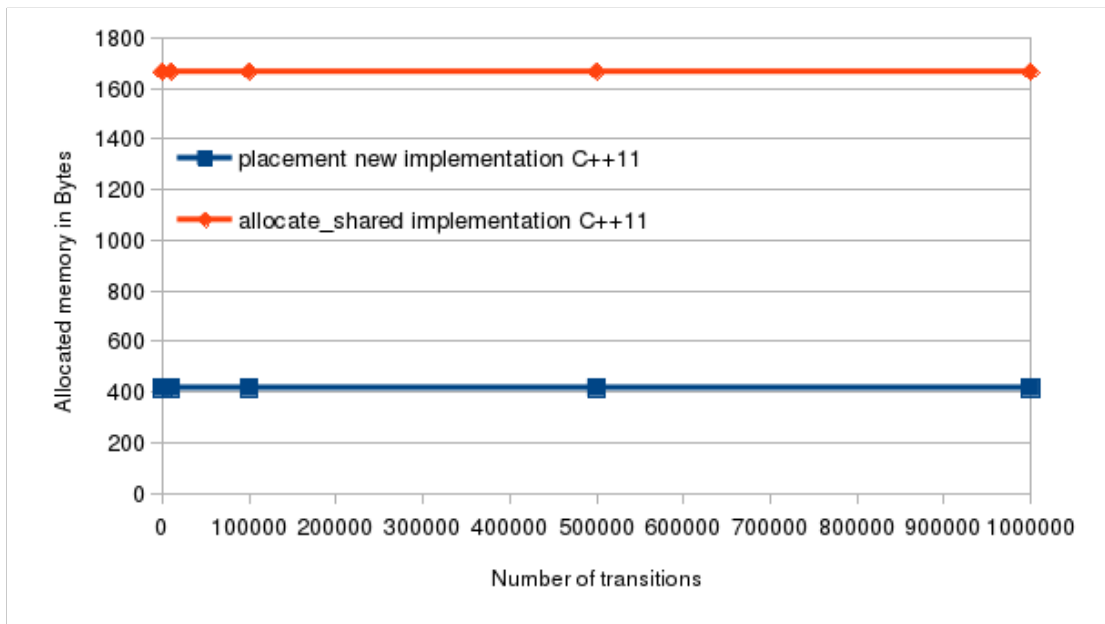 1800
1600
1400
1200
1000
800
600
400
200
0
Allocated memory in Bytes
placement new implementation C++11
allocate_shared implementation C++11
0 100000 200000 300000 400000 500000 600000 700000 800000 900000 1000000
Number of transitions